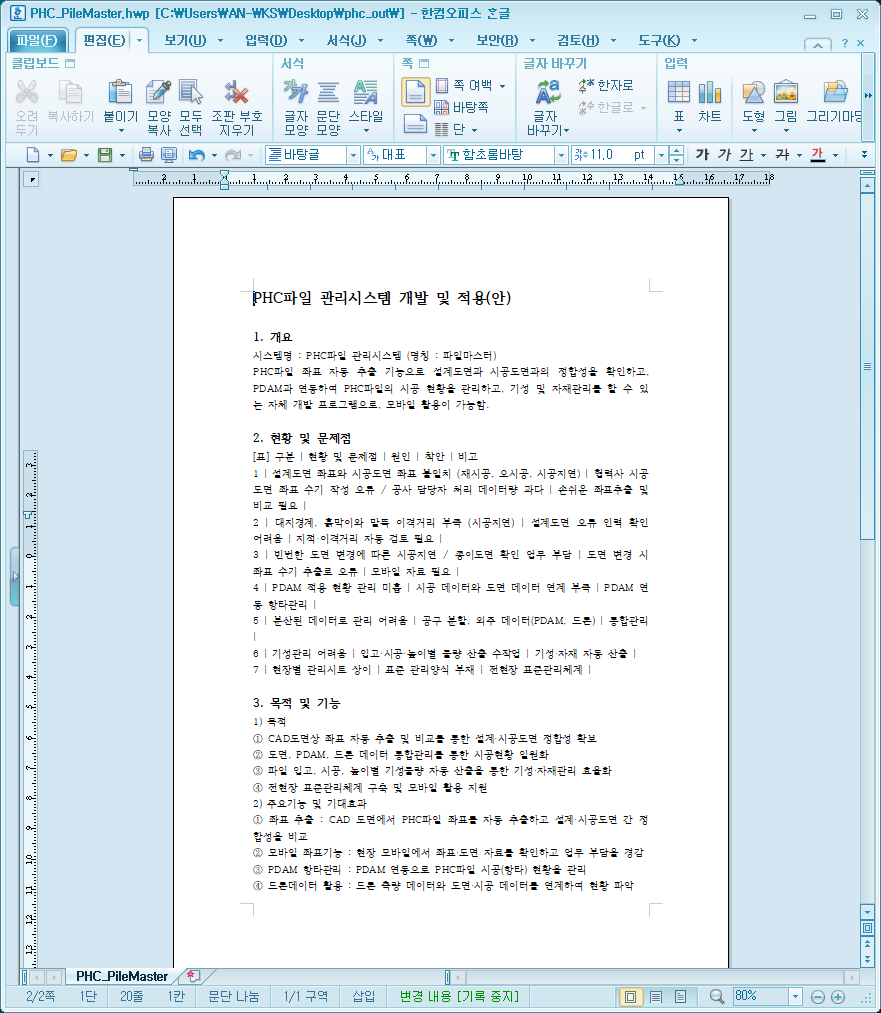 PHC_PileMaster.hwp [C:₩Users₩AN-₩KS₩Desktop₩phc_out₩] - 한컴오피스 한글
파일(F) 편집(E) 보기(U) 입력(D) 서식(J) 쪽(W) 보안(R) 검토(H) 도구(K)
클립보드 서식 쪽 글자 바꾸기 입력
오려 두기 복사하기 붙이기 모양 복사 모두 선택 조판 부호 지우기 글자 모양 문단 모양 스타일 쪽 여백 바탕쪽 단 글자 바꾸기 한자로 한글로 표 차트 도형 그림 그리기마당
바탕글 대표 함초롬바탕 11.0 pt 가 가 가 가 가
PHC파일 관리시스템 개발 및 적용(안)
1. 개요
시스템명 : PHC파일 관리시스템 (명칭 : 파일마스터)
PHC파일 좌표 자동 추출 기능으로 설계도면과 시공도면과의 정합성을 확인하고,
PDAM과 연동하여 PHC파일의 시공 현황을 관리하고, 기성 및 자재관리를 할 수 있
는 자체 개발 프로그램으로, 모바일 활용이 가능함.
2. 현황 및 문제점
[표] 구분 | 현황 및 문제점 | 원인 | 착안 | 비고
1 | 설계도면 좌표와 시공도면 좌표 불일치 (재시공, 오시공, 시공지연) | 협력사 시공
도면 좌표 수기 작성 오류 / 공사 담당자 처리 데이터량 과다 | 손쉬운 좌표추출 및
비교 필요 |
2 | 대지경계, 흙막이와 말뚝 이격거리 부족 (시공지연) | 설계도면 오류 인력 확인
어려움 | 지적·이격거리 자동 검토 필요 |
3 | 빈번한 도면 변경에 따른 시공지연 / 종이도면 확인 업무 부담 | 도면 변경 시
좌표 수기 추출로 오류 | 모바일 자료 필요 |
4 | PDAM 적용 현황 관리 미흡 | 시공 데이터와 도면 데이터 연계 부족 | PDAM 연
동 항타관리 |
5 | 분산된 데이터로 관리 어려움 | 공구 분할, 외주 데이터(PDAM, 드론) | 통합관리
|
6 | 기성관리 어려움 | 입고·시공·높이별 물량 산출 수작업 | 기성·자재 자동 산출 |
7 | 현장별 관리시트 상이 | 표준 관리양식 부재 | 전현장 표준관리체계 |
3. 목적 및 기능
1) 목적
① CAD도면상 좌표 자동 추출 및 비교를 통한 설계·시공도면 정합성 확보
② 도면, PDAM, 드론 데이터 통합관리를 통한 시공현황 일원화
③ 파일 입고, 시공, 높이별 기성물량 자동 산출을 통한 기성·자재관리 효율화
④ 전현장 표준관리체계 구축 및 모바일 활용 지원
2) 주요기능 및 기대효과
① 좌표 추출 : CAD 도면에서 PHC파일 좌표를 자동 추출하고 설계·시공도면 간 정
합성을 비교
② 모바일 좌표기능 : 현장 모바일에서 좌표·도면 자료를 확인하고 업무 부담을 경감
③ PDAM 항타관리 : PDAM 연동으로 PHC파일 시공(항타) 현황을 관리
④ 드론데이터 활용 : 드론 측량 데이터와 도면·시공 데이터를 연계하여 현황 파악
PHC_PileMaster
2/2쪽 1단 20줄 1칸 문단 나눔 1/1 구역 삽입 변경 내용 [기록 중지] 80%